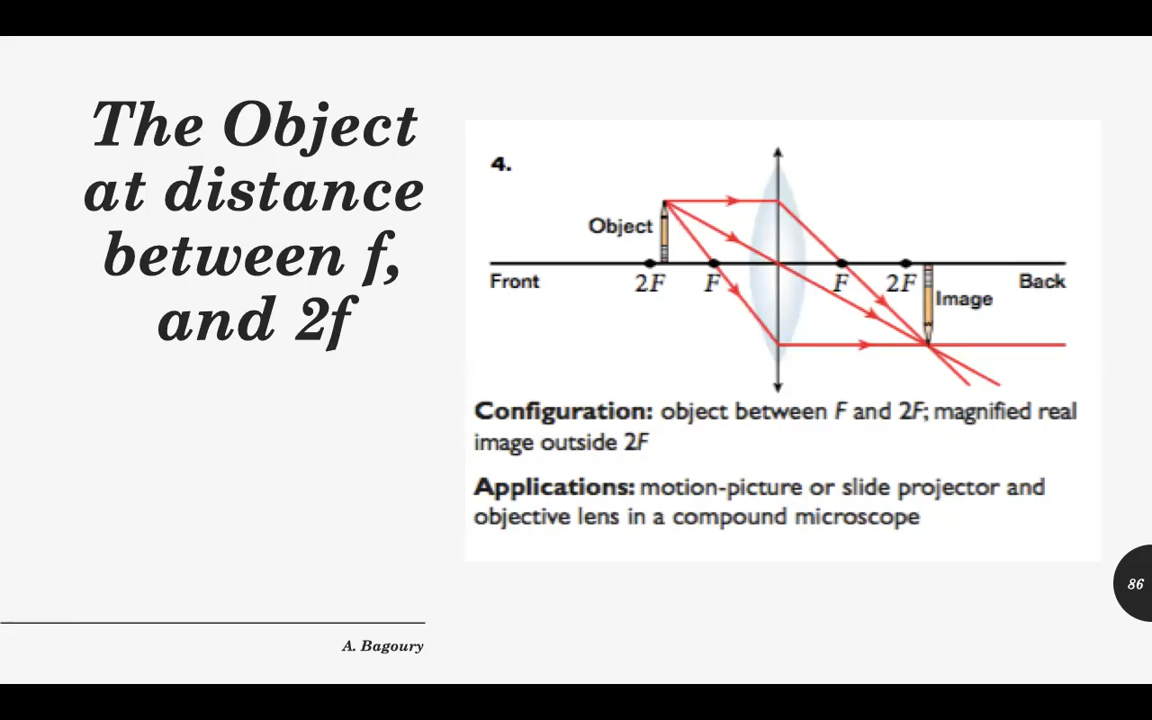 The Object
at distance
between f,
and 2f
4.
Object
2F
F
F
2F
Front
Back
Image
Configuration: object between F and 2F; magnified real
image outside 2F
Applications: motion-picture or slide projector and
objective lens in a compound microscope
86
A. Bagoury